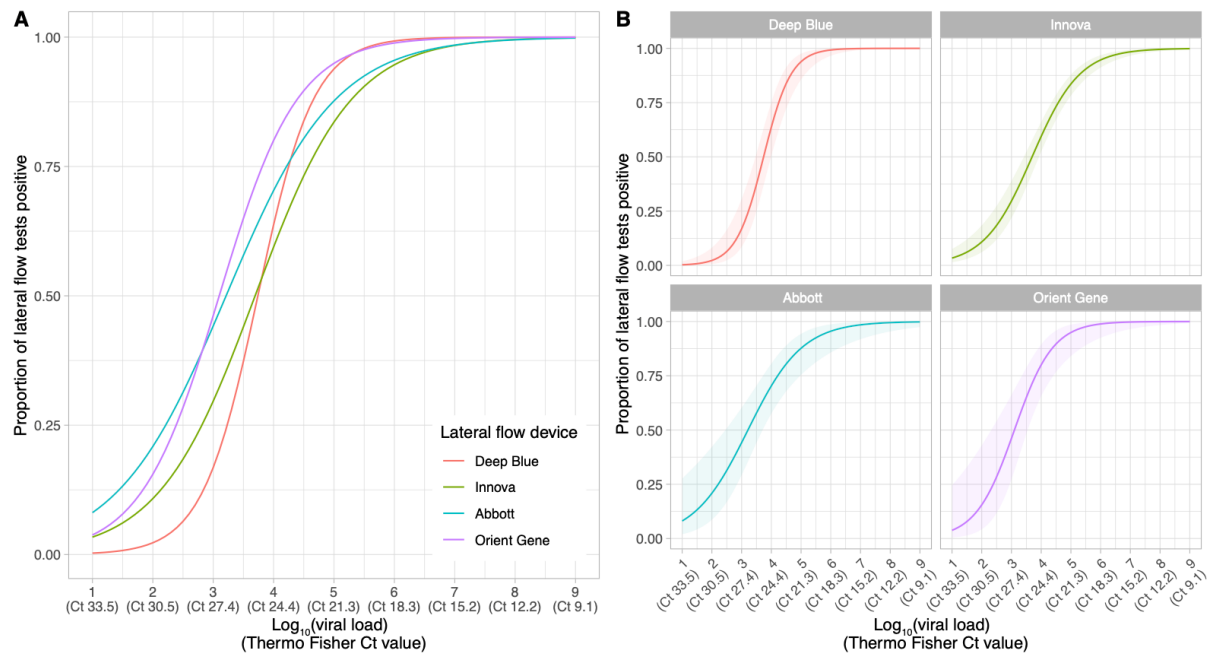 A
Proportion of lateral flow tests positive
1.00
0.75
0.50
0.25
0.00
Lateral flow device
Deep Blue
Innova
Abbott
Orient Gene
1 2 3 4 5 6 7 8 9
(Ct 33.5) (Ct 30.5) (Ct 27.4) (Ct 24.4) (Ct 21.3) (Ct 18.3) (Ct 15.2) (Ct 12.2) (Ct 9.1)
Log10(viral load)
(Thermo Fisher Ct value)
B
Proportion of lateral flow tests positive
Deep Blue Innova
1.00
0.75
0.50
0.25
0.00
Abbott Orient Gene
1.00
0.75
0.50
0.25
0.00
1 2 3 4 5 6 7 8 9 1 2 3 4 5 6 7 8 9
(Ct 33.5) (Ct 30.5) (Ct 27.4) (Ct 24.4) (Ct 21.3) (Ct 18.3) (Ct 15.2) (Ct 12.2) (Ct 9.1) (Ct 33.5) (Ct 30.5) (Ct 27.4) (Ct 24.4) (Ct 21.3) (Ct 18.3) (Ct 15.2) (Ct 12.2) (Ct 9.1)
Log10(viral load)
(Thermo Fisher Ct value)